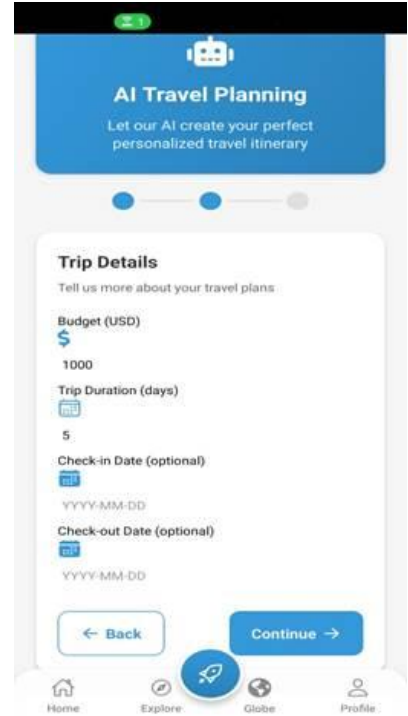 1
AI Travel Planning
Let our AI create your perfect
personalized travel itinerary
Trip Details
Tell us more about your travel plans
Budget (USD)
$
1000
Trip Duration (days)
5
Check-in Date (optional)
YYYY-MM-DD
Check-out Date (optional)
YYYY-MM-DD
← Back
Continue →
Home
Explore
Globe
Profile